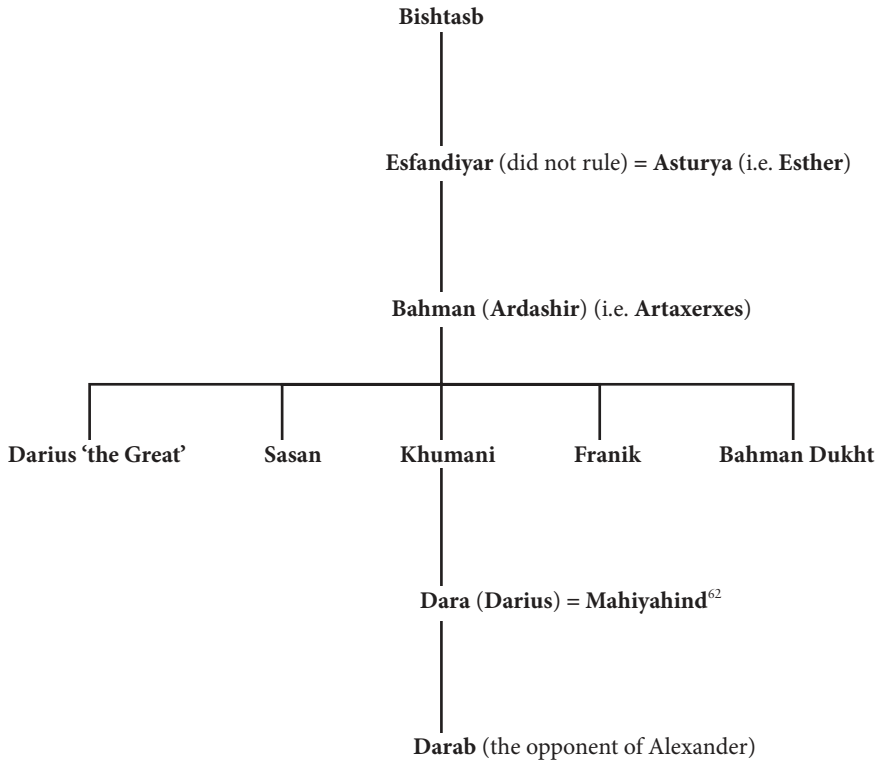 Bishtasb
Esfandiyar (did not rule) = Asturya (i.e. Esther)
Bahman (Ardashir) (i.e. Artaxerxes)
Darius ‘the Great’ Sasan Khumani Franik Bahman Dukht
Dara (Darius) = Mahiyahind⁶²
Darab (the opponent of Alexander)